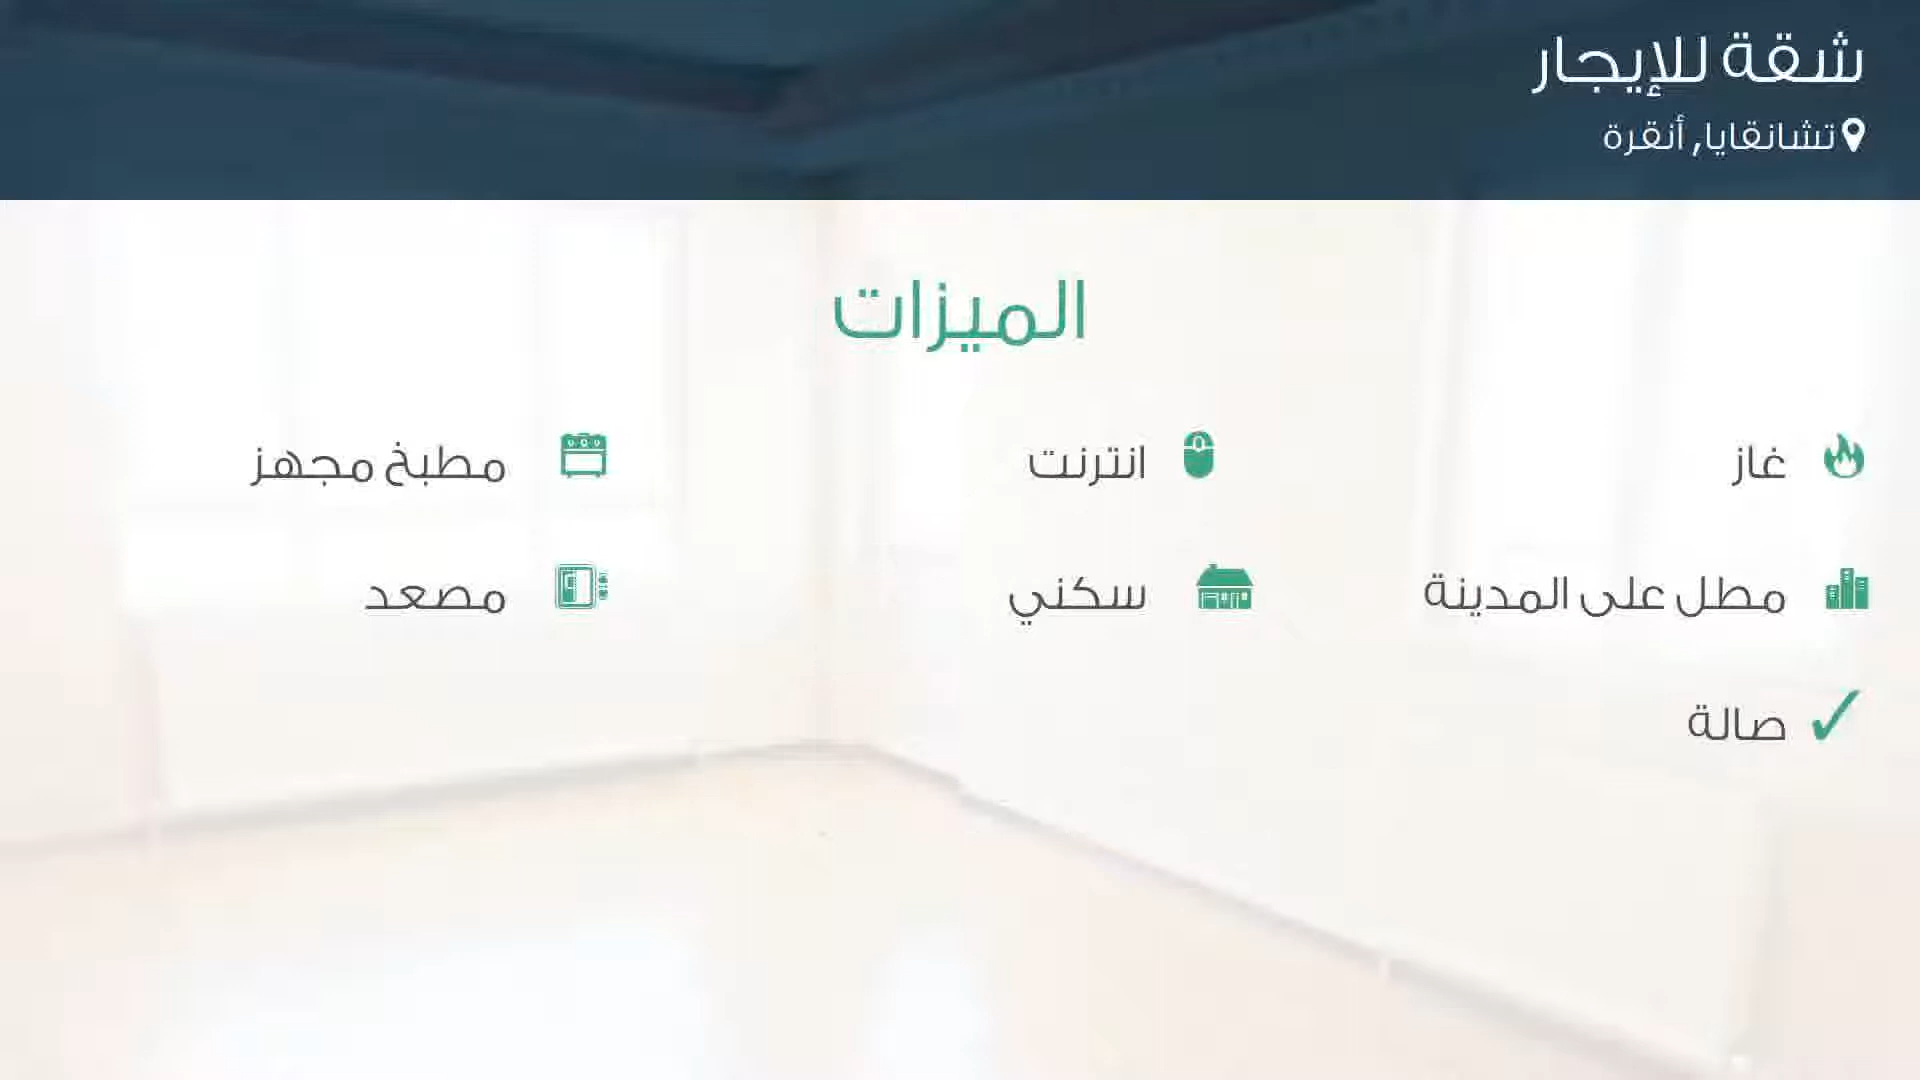 شقة للإيجار
تشانقايا, أنقرة
الميزات
غاز
انترنت
مطبخ مجهز
مطل على المدينة
سكني
مصعد
صالة